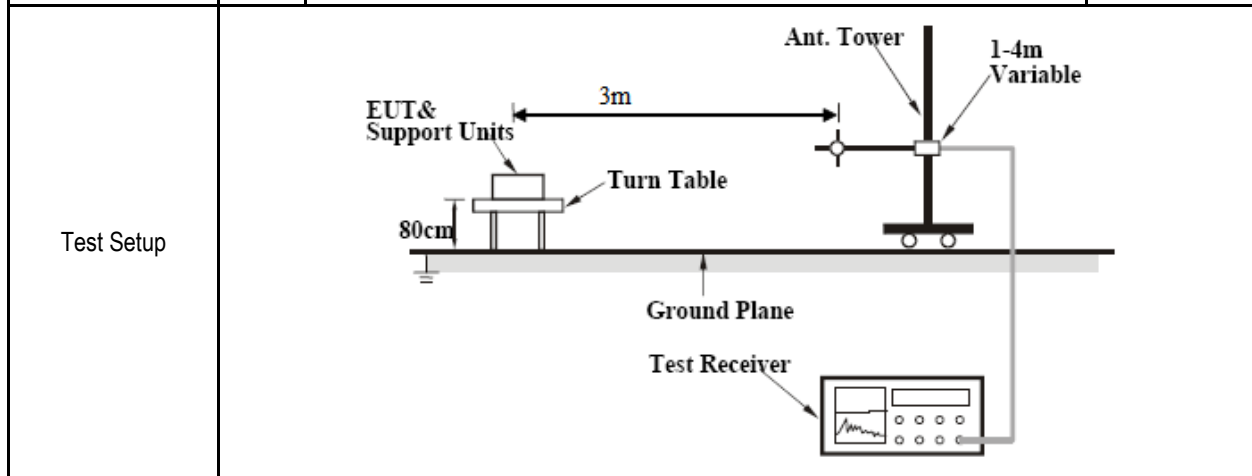 Test Setup
Ant. Tower
1-4m
Variable
3m
EUT&
Support Units
Turn Table
80cm
Ground Plane
Test Receiver